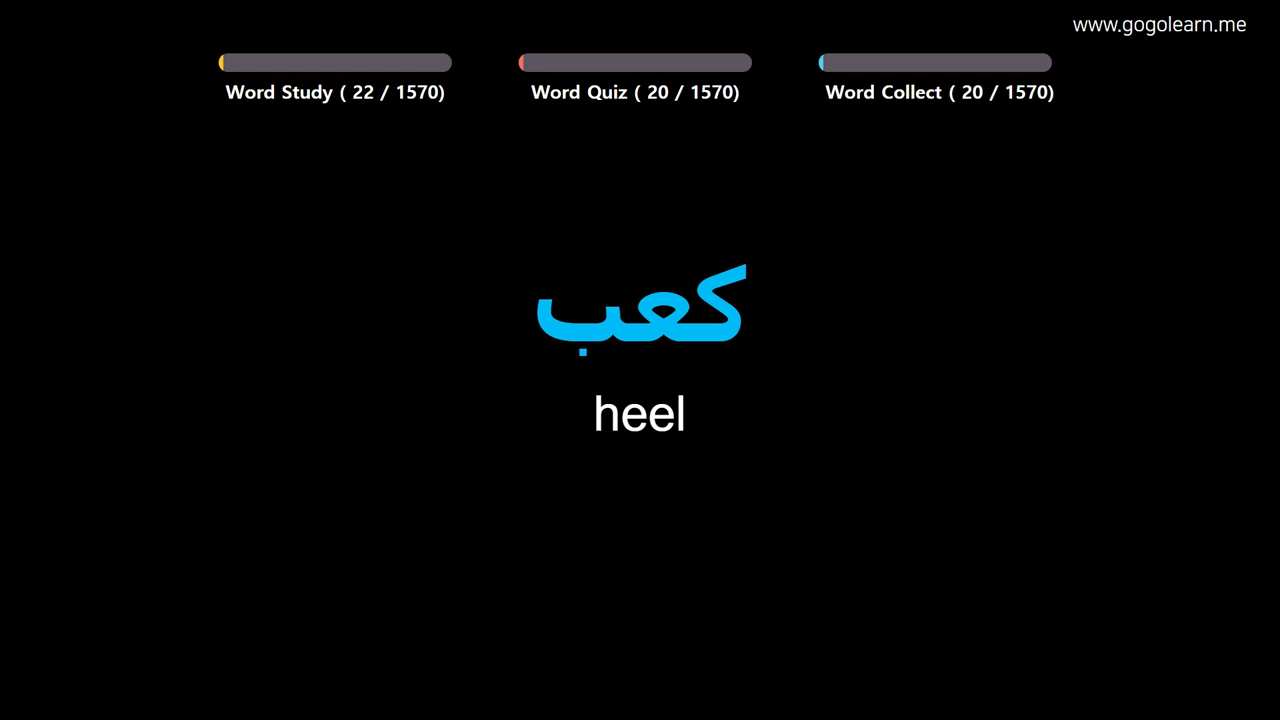 www.gogolearn.me
Word Study ( 22 / 1570)
Word Quiz ( 20 / 1570)
Word Collect ( 20 / 1570)
كعب
heel